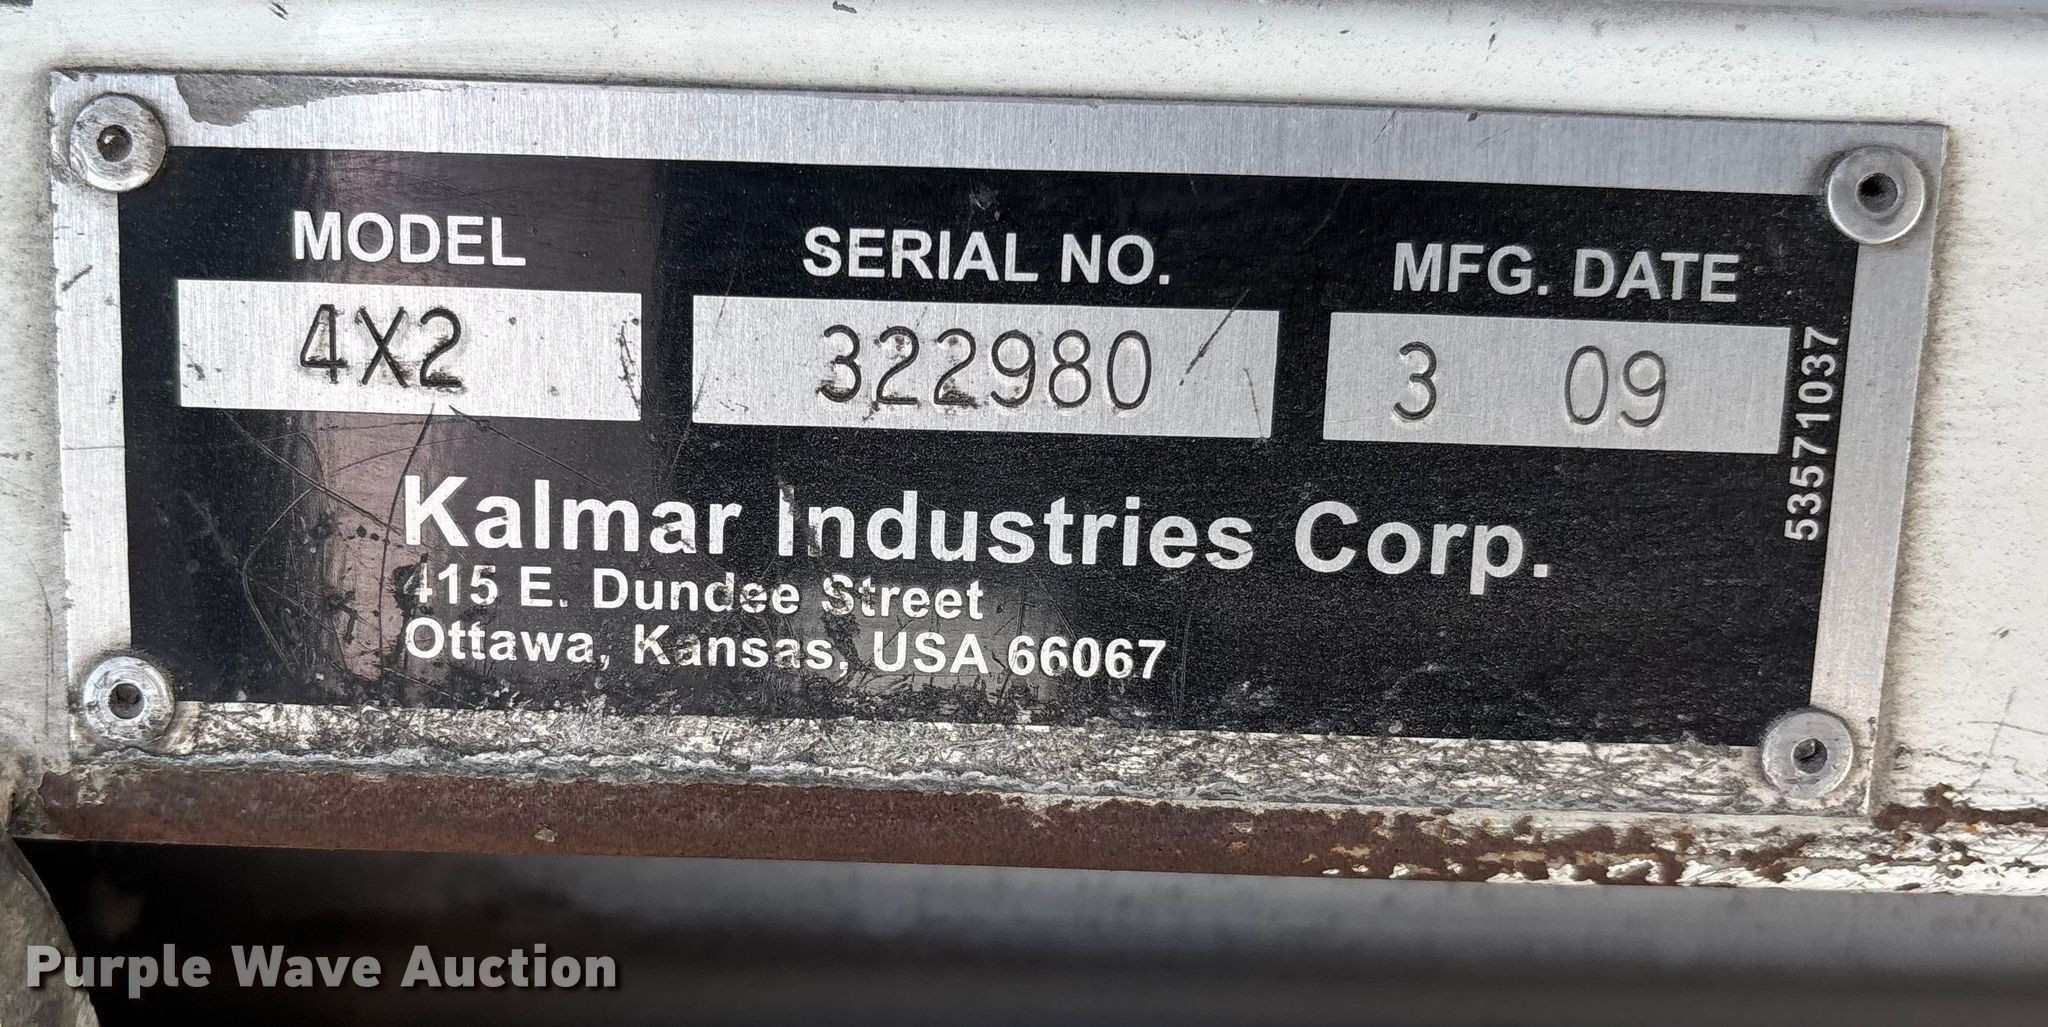 MODEL SERIAL NO. MFG. DATE
4X2 322980 3 09
53571037
Kalmar Industries Corp.
415 E. Dundee Street
Ottawa, Kansas, USA 66067
Purple Wave Auction